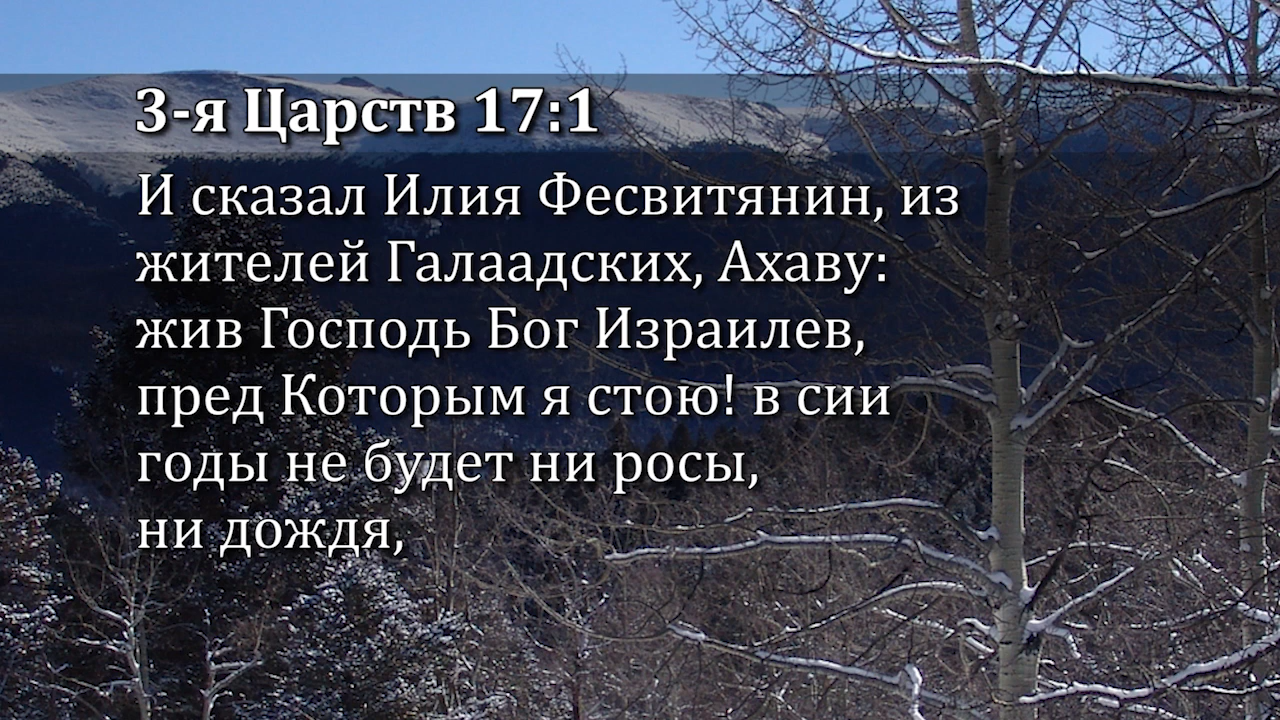 3-я Царств 17:1
И сказал Илия Фесвитянин, из
жителей Галаадских, Ахаву:
жив Господь Бог Израилев,
пред Которым я стою! в сии
годы не будет ни росы,
ни дождя,